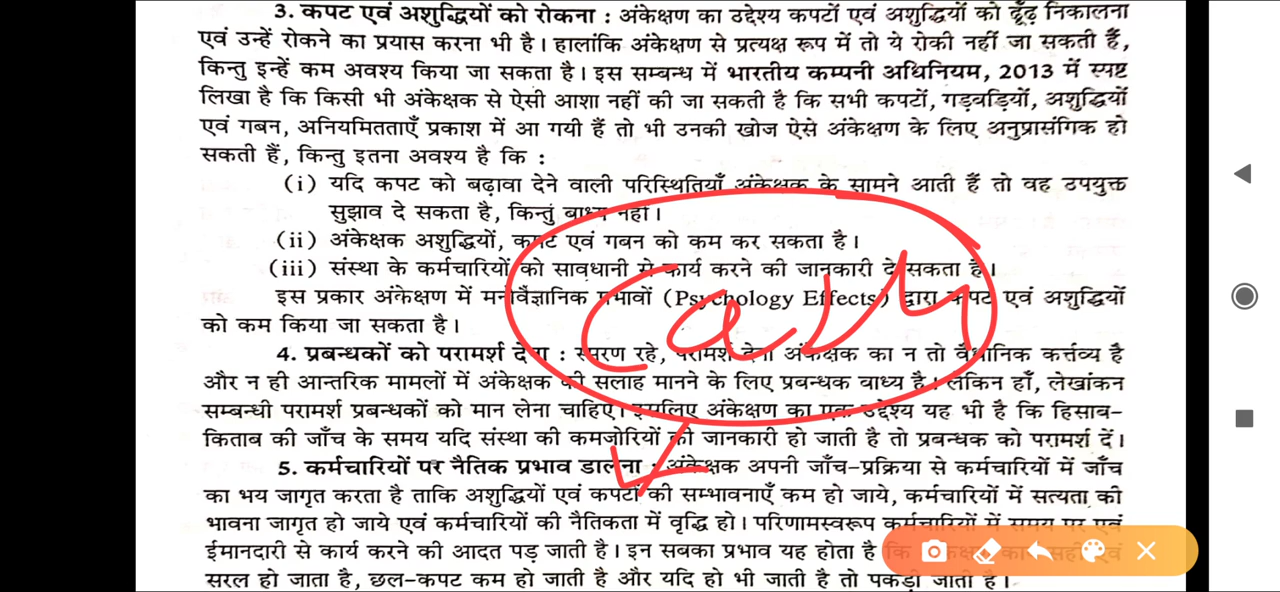 3. कपट एवं अशुद्धियों को रोकना : अंकेक्षण का उद्देश्य कपटों एवं अशुद्धियों को ढूँढ़ निकालना
एवं उन्हें रोकने का प्रयास करना भी है। हालांकि अंकेक्षण से प्रत्यक्ष रूप में तो ये रोकी नहीं जा सकती हैं,
किन्तु इन्हें कम अवश्य किया जा सकता है। इस सम्बन्ध में भारतीय कम्पनी अधिनियम, 2013 में स्पष्ट
लिखा है कि किसी भी अंकेक्षक से ऐसी आशा नहीं की जा सकती है कि सभी कपटों, गड़बड़ियों, अशुद्धियों
एवं गबन, अनियमितताएँ प्रकाश में आ गयी हैं तो भी उनकी खोज ऐसे अंकेक्षण के लिए अनुप्रासंगिक हो
सकती हैं, किन्तु इतना अवश्य है कि :
(i) यदि कपट को बढ़ावा देने वाली परिस्थितियाँ अंकेक्षक के सामने आती हैं तो वह उपयुक्त
सुझाव दे सकता है, किन्तु बाध्य नहीं।
(ii) अंकेक्षक अशुद्धियों, कपट एवं गबन को कम कर सकता है।
(iii) संस्था के कर्मचारियों को सावधानी से कार्य करने की जानकारी दे सकता है।
इस प्रकार अंकेक्षण में मनोवैज्ञानिक प्रभावों (Psychology Effects) द्वारा कपट एवं अशुद्धियों
को कम किया जा सकता है।
4. प्रबन्धकों को परामर्श देना : स्मरण रहे, परामर्श देना अंकेक्षक का न तो वैधानिक कर्त्तव्य है
और न ही आन्तरिक मामलों में अंकेक्षक की सलाह मानने के लिए प्रबन्धक बाध्य है। लेकिन हाँ, लेखांकन
सम्बन्धी परामर्श प्रबन्धकों को मान लेना चाहिए। इसलिए अंकेक्षण का एक उद्देश्य यह भी है कि हिसाब-
किताब की जाँच के समय यदि संस्था की कमजोरियों की जानकारी हो जाती है तो प्रबन्धक को परामर्श दें।
5. कर्मचारियों पर नैतिक प्रभाव डालना : अंकेक्षक अपनी जाँच-प्रक्रिया से कर्मचारियों में जाँच
का भय जागृत करता है ताकि अशुद्धियों एवं कपटों की सम्भावनाएँ कम हो जाये, कर्मचारियों में सत्यता की
भावना जागृत हो जाये एवं कर्मचारियों की नैतिकता में वृद्धि हो। परिणामस्वरूप कर्मचारियों में समय पर एवं
ईमानदारी से कार्य करने की आदत पड़ जाती है। इन सबका प्रभाव यह होता है
सरल हो जाता है, छल-कपट कम हो जाती है और यदि हो भी जाती है तो पकड़ी जाती है।